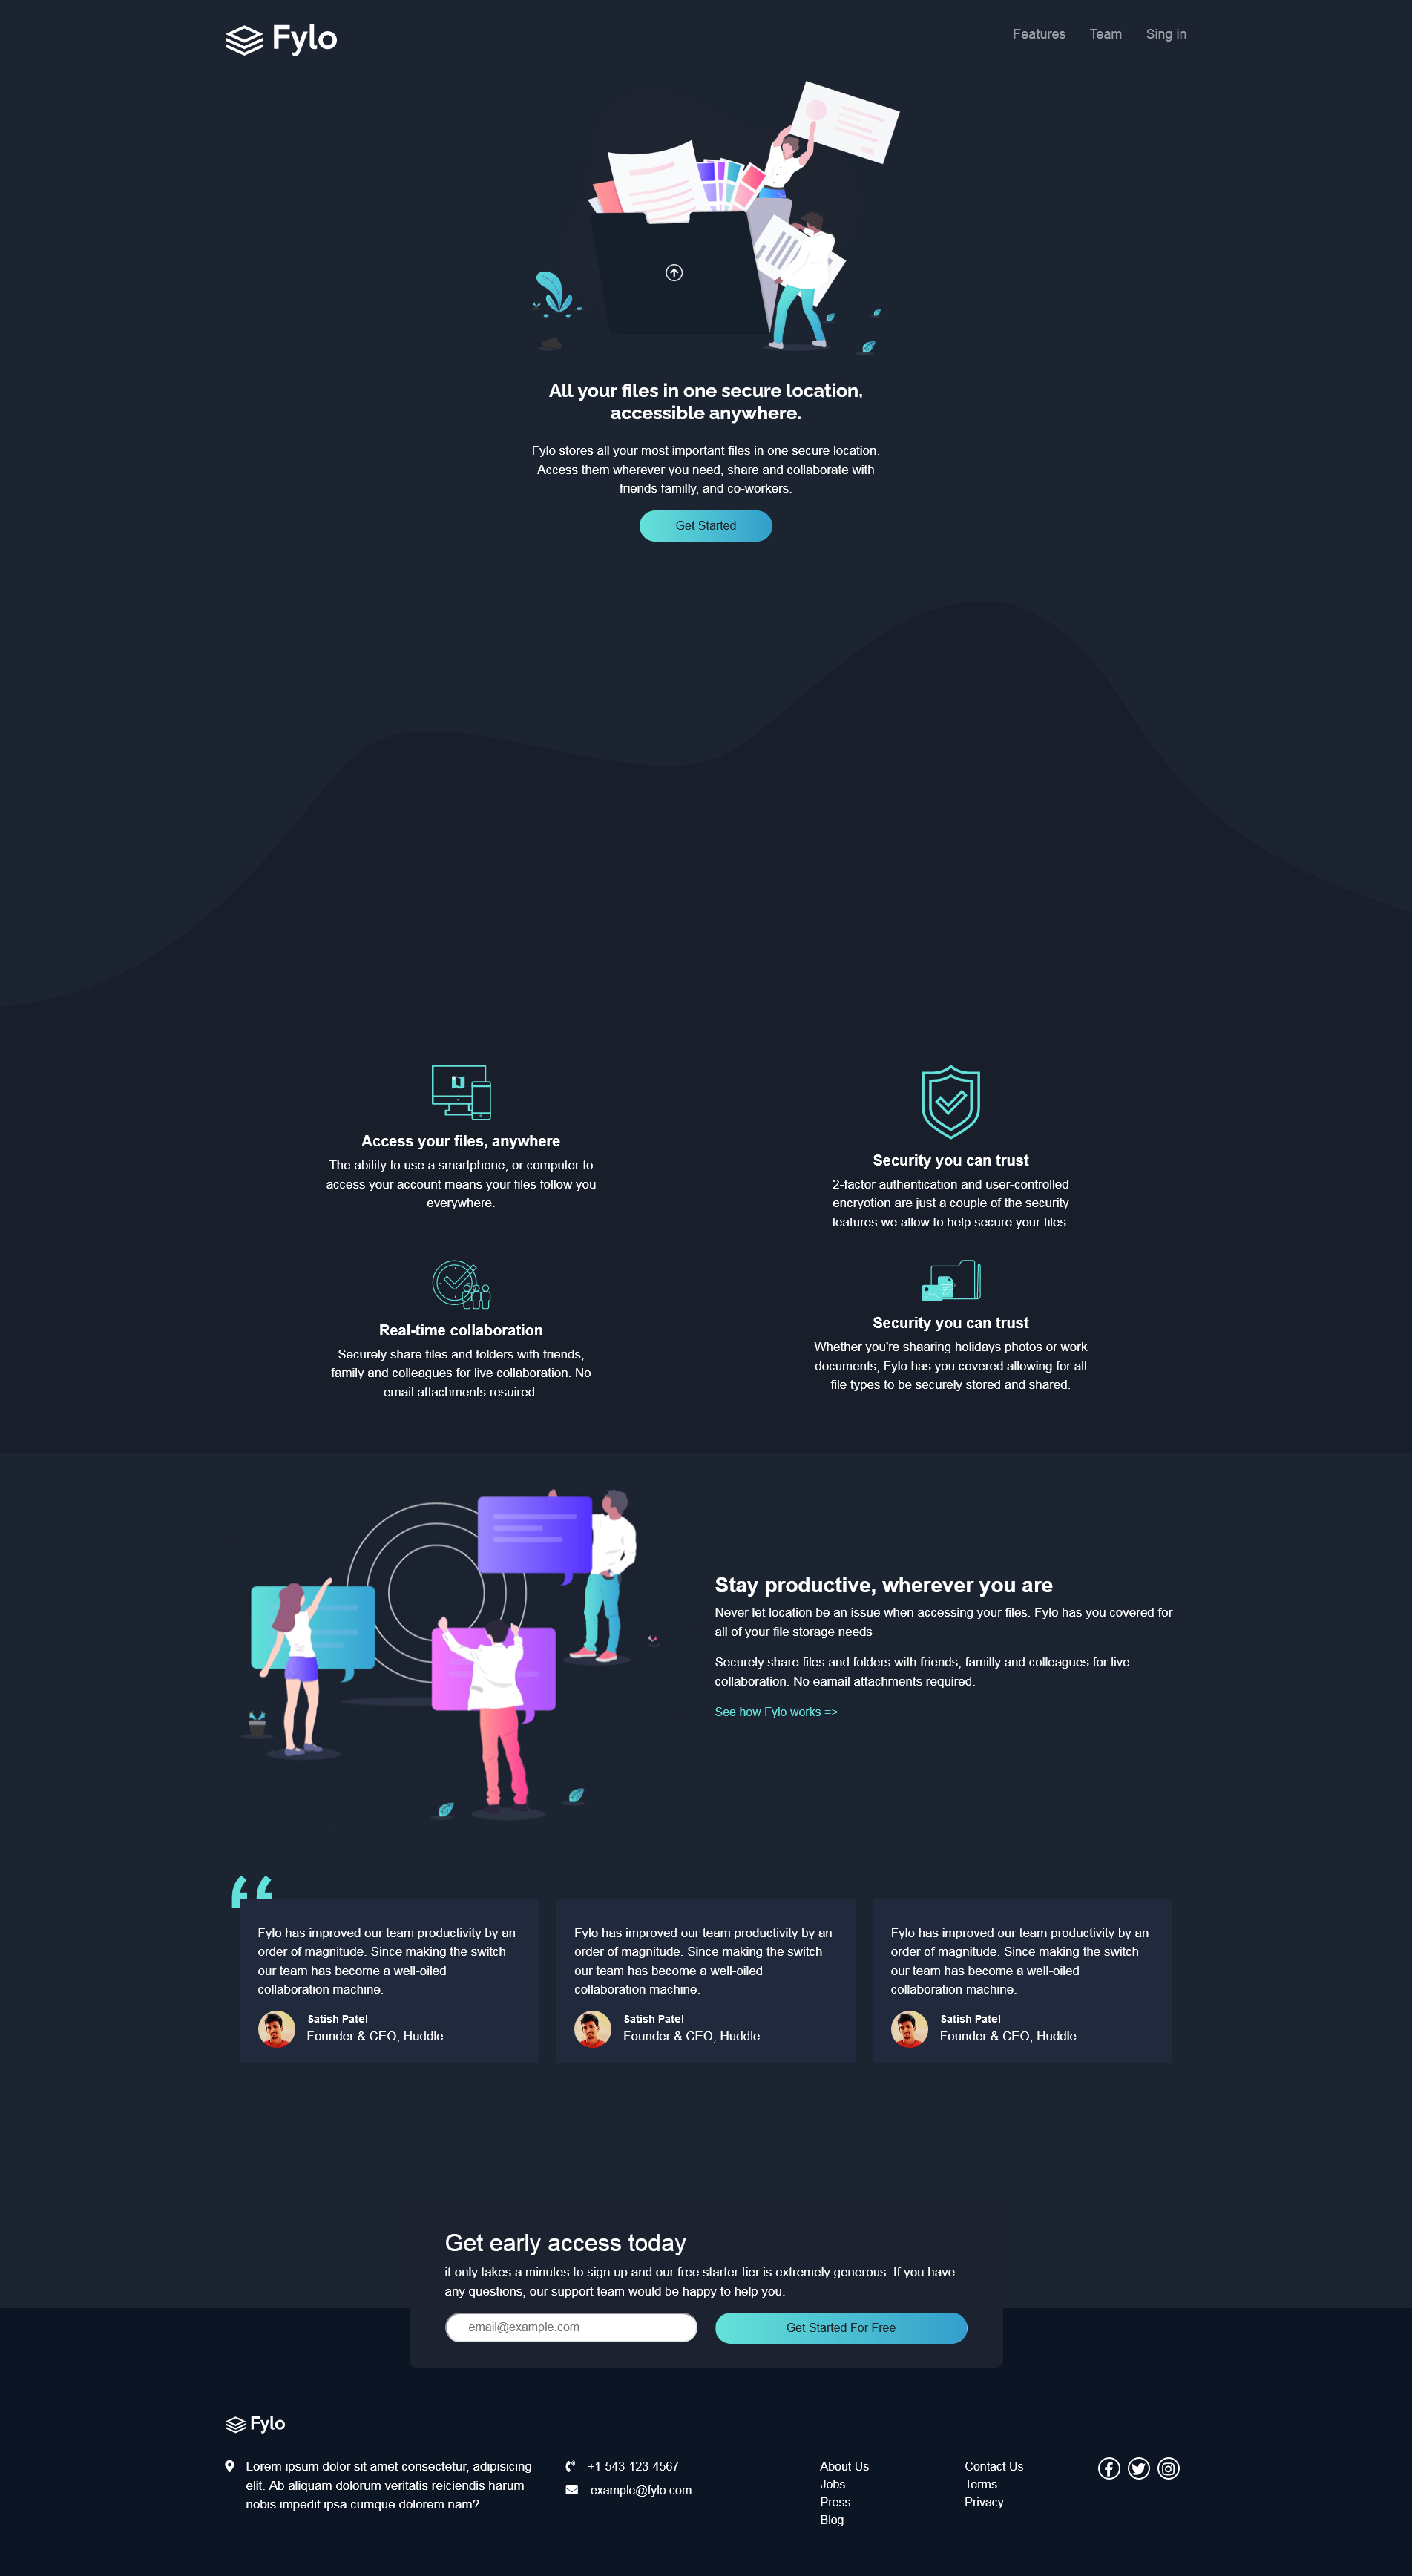 Fylo
Features Team Sing in
All your files in one secure location,
accessible anywhere.
Fylo stores all your most important files in one secure location.
Access them wherever you need, share and collaborate with
friends familly, and co-workers.
Get Started
Access your files, anywhere
The ability to use a smartphone, or computer to
access your account means your files follow you
everywhere.
Security you can trust
2-factor authentication and user-controlled
encryotion are just a couple of the security
features we allow to help secure your files.
Real-time collaboration
Securely share files and folders with friends,
family and colleagues for live collaboration. No
email attachments resuired.
Security you can trust
Whether you're shaaring holidays photos or work
documents, Fylo has you covered allowing for all
file types to be securely stored and shared.
Stay productive, wherever you are
Never let location be an issue when accessing your files. Fylo has you covered for
all of your file storage needs
Securely share files and folders with friends, familly and colleagues for live
collaboration. No eamail attachments required.
See how Fylo works =>
Fylo has improved our team productivity by an
order of magnitude. Since making the switch
our team has become a well-oiled
collaboration machine.
Satish Patel
Founder & CEO, Huddle
Fylo has improved our team productivity by an
order of magnitude. Since making the switch
our team has become a well-oiled
collaboration machine.
Satish Patel
Founder & CEO, Huddle
Fylo has improved our team productivity by an
order of magnitude. Since making the switch
our team has become a well-oiled
collaboration machine.
Satish Patel
Founder & CEO, Huddle
Get early access today
it only takes a minutes to sign up and our free starter tier is extremely generous. If you have
any questions, our support team would be happy to help you.
email@example.com
Get Started For Free
Fylo
Lorem ipsum dolor sit amet consectetur, adipisicing
elit. Ab aliquam dolorum veritatis reiciendis harum
nobis impedit ipsa cumque dolorem nam?
+1-543-123-4567
example@fylo.com
About Us
Jobs
Press
Blog
Contact Us
Terms
Privacy